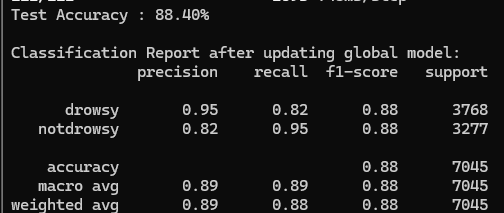 Test Accuracy : 88.40%
Classification Report after updating global model:
precision recall f1-score support
drowsy 0.95 0.82 0.88 3768
notdrowsy 0.82 0.95 0.88 3277
accuracy 0.88 7045
macro avg 0.89 0.89 0.88 7045
weighted avg 0.89 0.88 0.88 7045